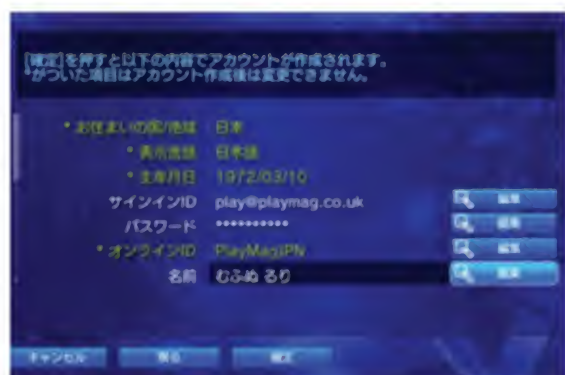 [確定]を押すと以下の内容でアカウントが作成されます。
*がついた項目はアカウント作成後は変更できません。
* お住まいの国/地域 日本
* 表示言語 日本語
* 生年月日 1972/03/10
サインインID play@playmag.co.uk 編集
パスワード ********** 編集
* オンラインID PlayMagJPN 編集
名前 むふぬ るり 編集
キャンセル 戻る 確定